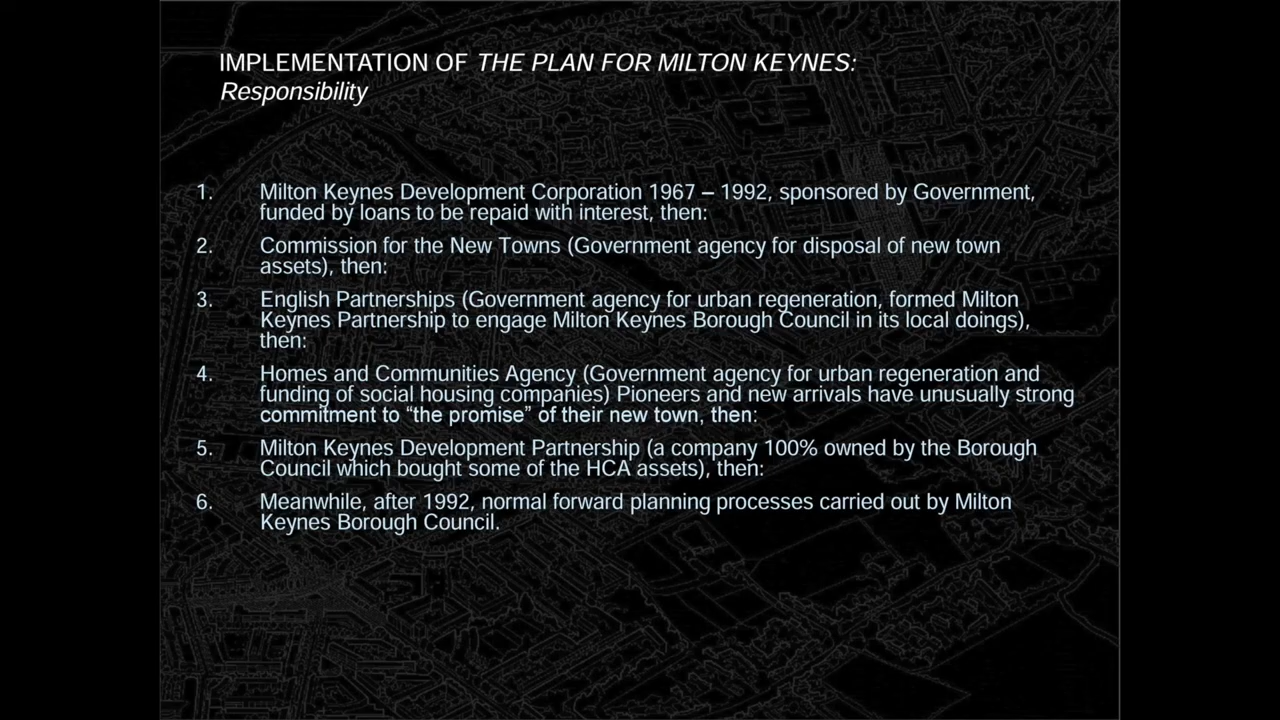 IMPLEMENTATION OF THE PLAN FOR MILTON KEYNES:
Responsibility
1. Milton Keynes Development Corporation 1967 – 1992, sponsored by Government,
funded by loans to be repaid with interest, then:
2. Commission for the New Towns (Government agency for disposal of new town
assets), then:
3. English Partnerships (Government agency for urban regeneration, formed Milton
Keynes Partnership to engage Milton Keynes Borough Council in its local doings),
then:
4. Homes and Communities Agency (Government agency for urban regeneration and
funding of social housing companies) Pioneers and new arrivals have unusually strong
commitment to “the promise” of their new town, then:
5. Milton Keynes Development Partnership (a company 100% owned by the Borough
Council which bought some of the HCA assets), then:
6. Meanwhile, after 1992, normal forward planning processes carried out by Milton
Keynes Borough Council.